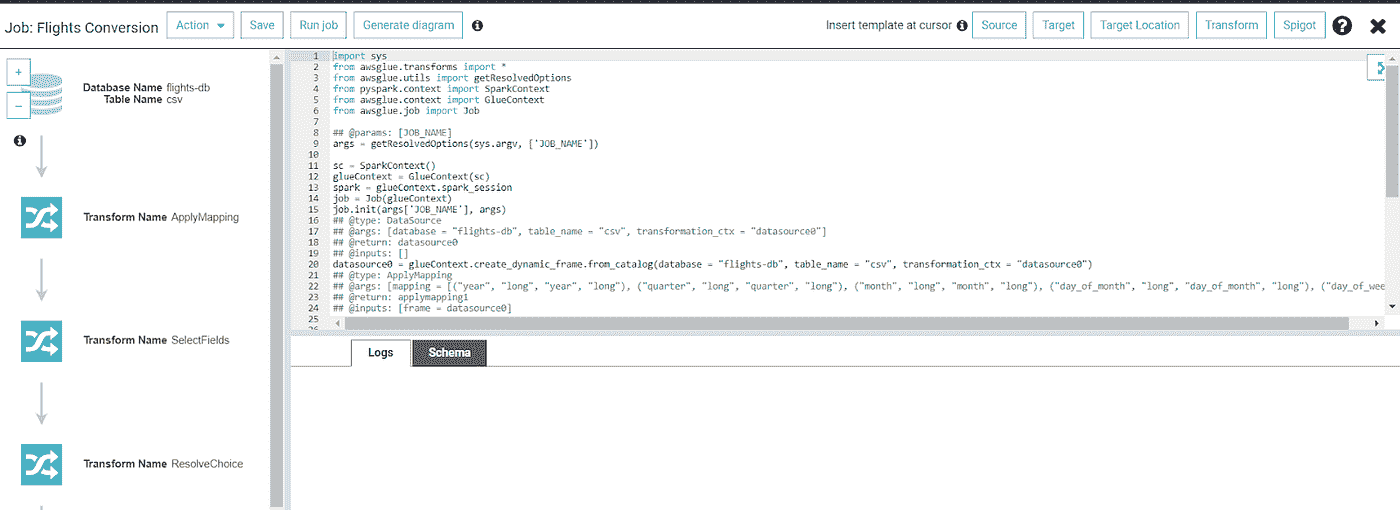 Job: Flights Conversion Action Save Run job Generate diagram Insert template at cursor Source Target Target Location Transform Spigot ?
+
Database Name flights-db
Table Name csv
−
Transform Name ApplyMapping
Transform Name SelectFields
Transform Name ResolveChoice
1 import sys
2 from awsglue.transforms import *
3 from awsglue.utils import getResolvedOptions
4 from pyspark.context import SparkContext
5 from awsglue.context import GlueContext
6 from awsglue.job import Job
7
8 ## @params: [JOB_NAME]
9 args = getResolvedOptions(sys.argv, ['JOB_NAME'])
10
11 sc = SparkContext()
12 glueContext = GlueContext(sc)
13 spark = glueContext.spark_session
14 job = Job(glueContext)
15 job.init(args['JOB_NAME'], args)
16 ## @type: DataSource
17 ## @args: [database = "flights-db", table_name = "csv", transformation_ctx = "datasource0"]
18 ## @return: datasource0
19 ## @inputs: []
20 datasource0 = glueContext.create_dynamic_frame.from_catalog(database = "flights-db", table_name = "csv", transformation_ctx = "datasource0")
21 ## @type: ApplyMapping
22 ## @args: [mapping = [("year", "long", "year", "long"), ("quarter", "long", "quarter", "long"), ("month", "long", "month", "long"), ("day_of_month", "long", "day_of_month", "long"), ("day_of_wee
23 ## @return: applymapping1
24 ## @inputs: [frame = datasource0]
25
26
Logs Schema